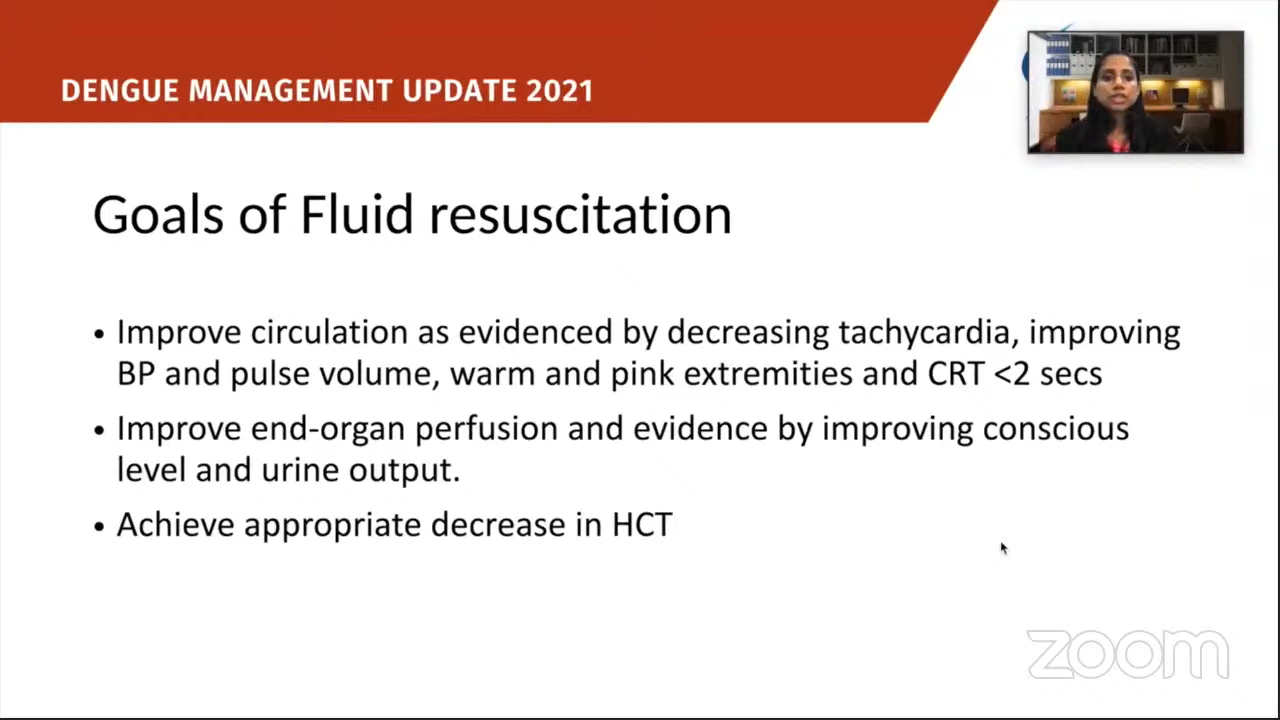 DENGUE MANAGEMENT UPDATE 2021
Goals of Fluid resuscitation
• Improve circulation as evidenced by decreasing tachycardia, improving
BP and pulse volume, warm and pink extremities and CRT <2 secs
• Improve end-organ perfusion and evidence by improving conscious
level and urine output.
• Achieve appropriate decrease in HCT
zoom